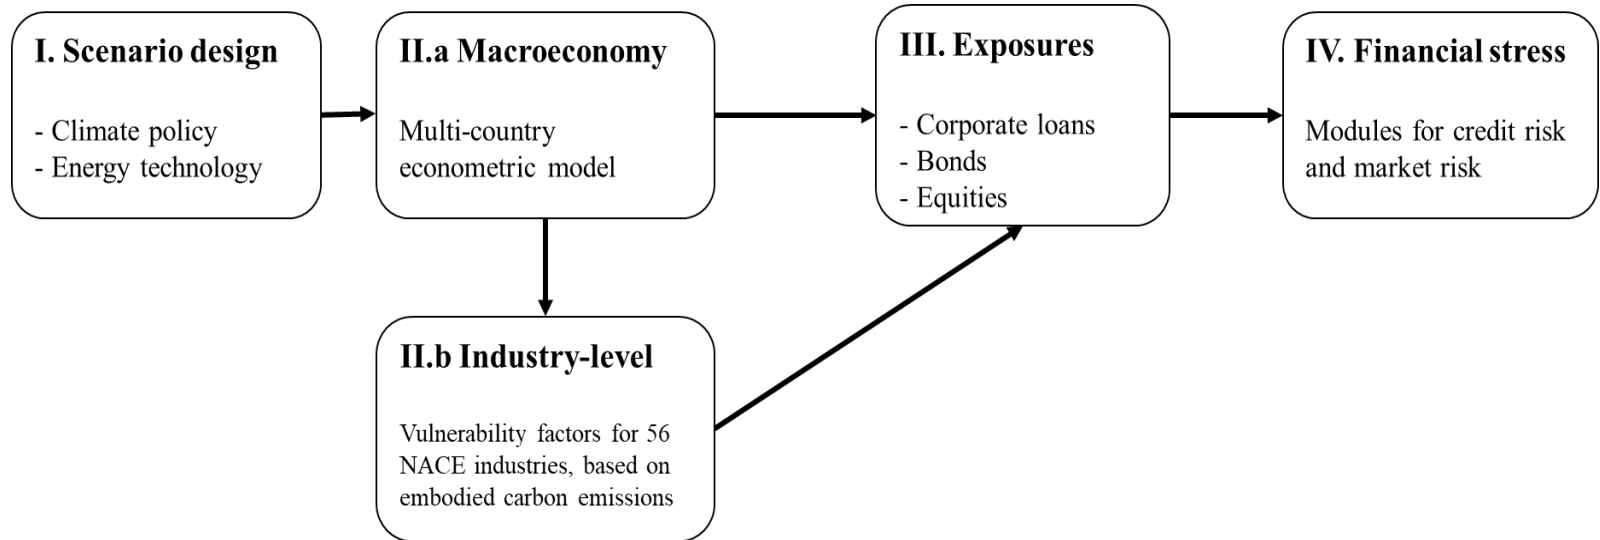 I. Scenario design
- Climate policy
- Energy technology
II.a Macroeconomy
Multi-country
econometric model
II.b Industry-level
Vulnerability factors for 56
NACE industries, based on
embodied carbon emissions
III. Exposures
- Corporate loans
- Bonds
- Equities
IV. Financial stress
Modules for credit risk
and market risk